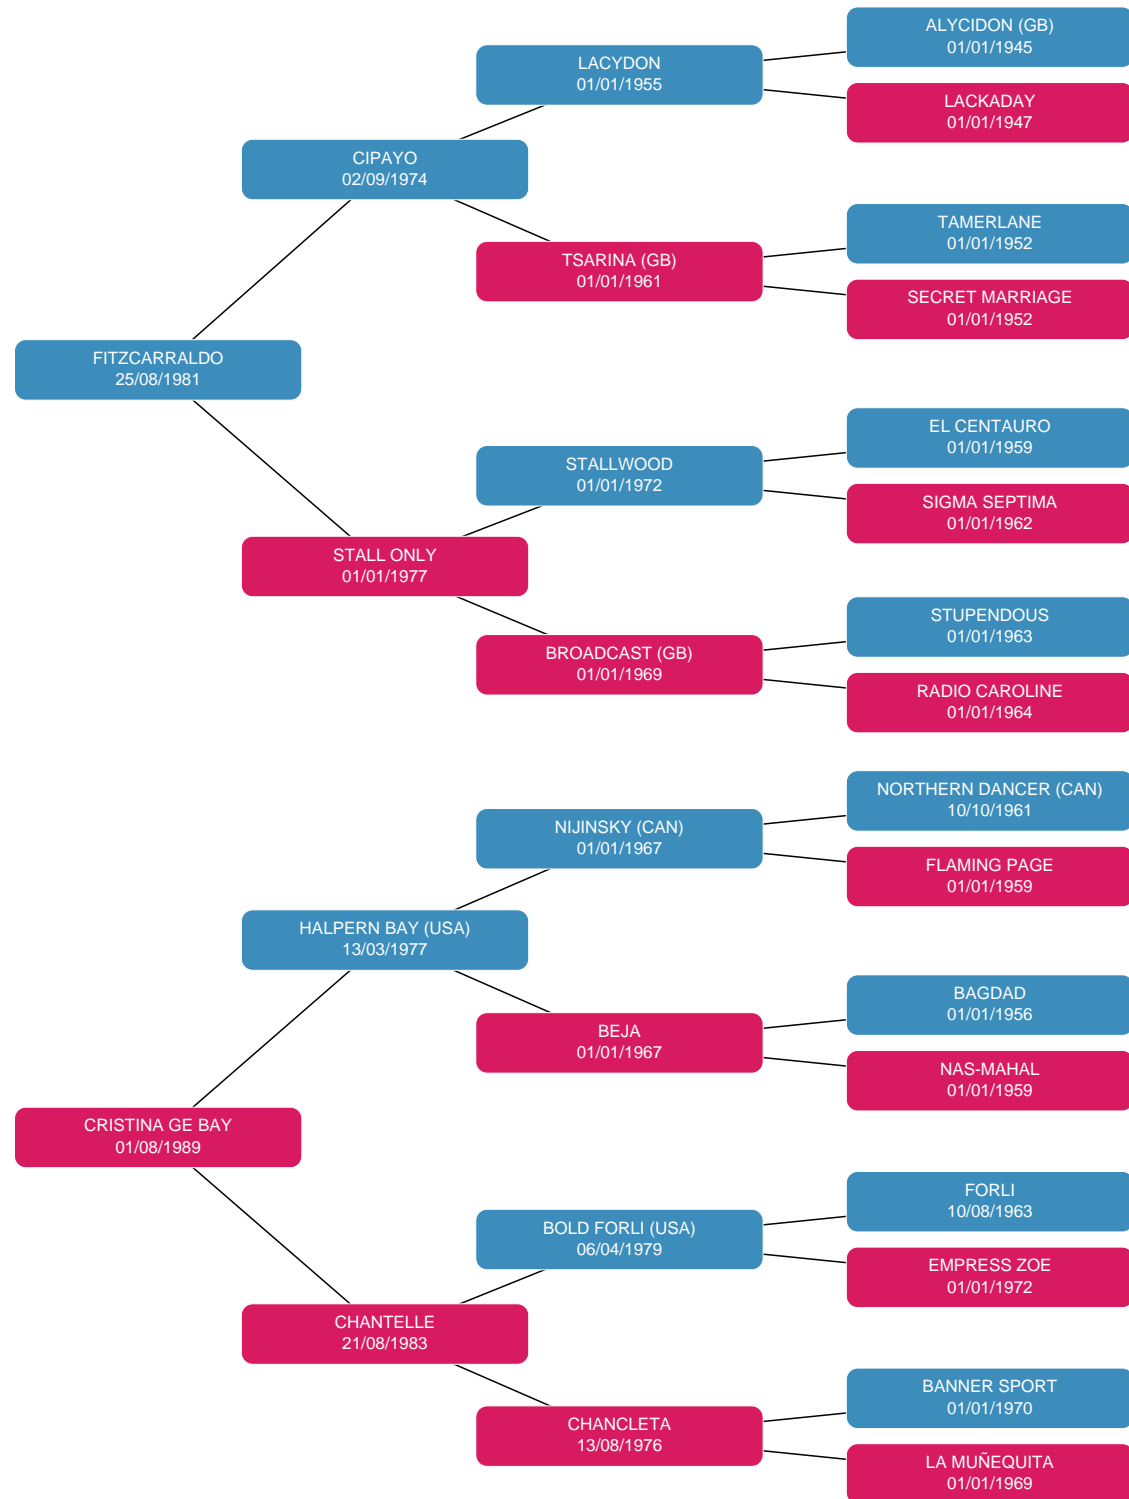 ALYCIDON (GB)
01/01/1945
LACYDON
01/01/1955
LACKADAY
01/01/1947
CIPAYO
02/09/1974
TAMERLANE
01/01/1952
TSARINA (GB)
01/01/1961
SECRET MARRIAGE
01/01/1952
FITZCARRALDO
25/08/1981
EL CENTAURO
01/01/1959
STALLWOOD
01/01/1972
SIGMA SEPTIMA
01/01/1962
STALL ONLY
01/01/1977
STUPENDOUS
01/01/1963
BROADCAST (GB)
01/01/1969
RADIO CAROLINE
01/01/1964
NORTHERN DANCER (CAN)
10/10/1961
NIJINSKY (CAN)
01/01/1967
FLAMING PAGE
01/01/1959
HALPERN BAY (USA)
13/03/1977
BAGDAD
01/01/1956
BEJA
01/01/1967
NAS-MAHAL
01/01/1959
CRISTINA GE BAY
01/08/1989
FORLI
10/08/1963
BOLD FORLI (USA)
06/04/1979
EMPRESS ZOE
01/01/1972
CHANTELLE
21/08/1983
BANNER SPORT
01/01/1970
CHANCLETA
13/08/1976
LA MUÑEQUITA
01/01/1969